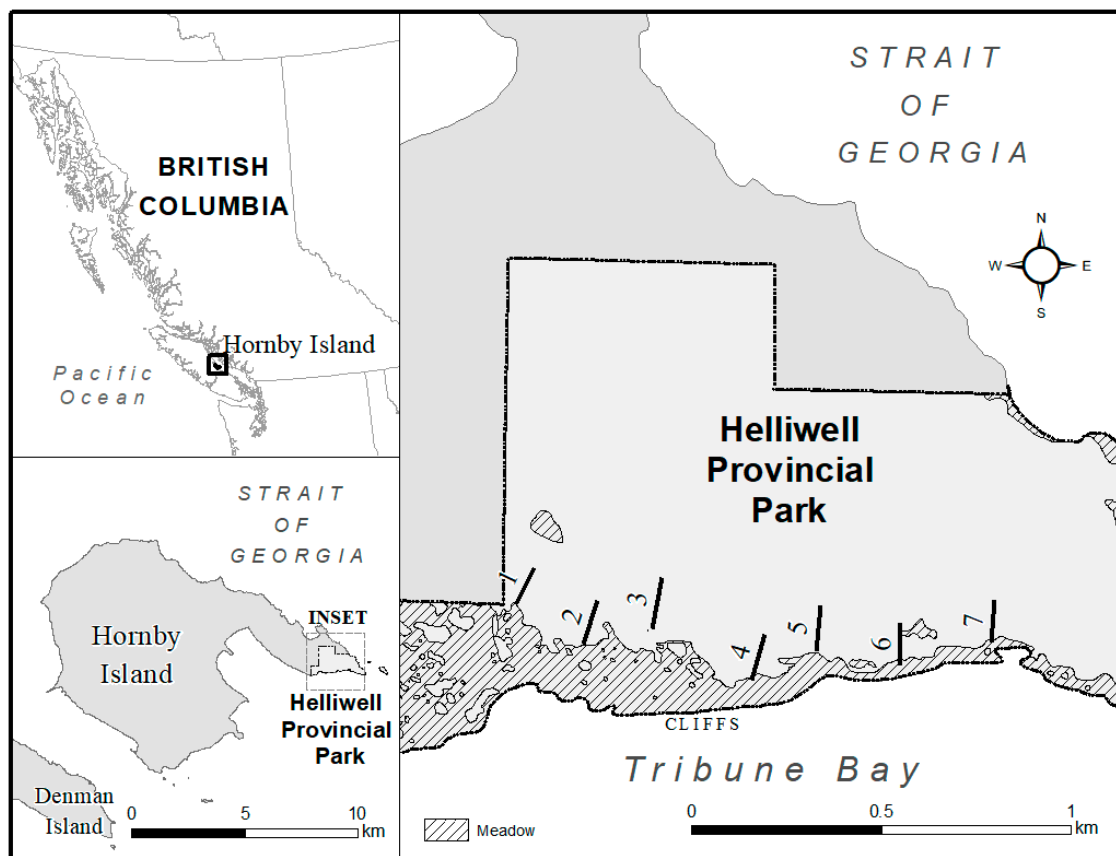 BRITISH
COLUMBIA
Hornby Island
Pacific
Ocean
STRAIT
OF
GEORGIA
INSET
Hornby
Island
Helliwell
Provincial
Park
Denman
Island
0 5 10
km
STRAIT
OF
GEORGIA
N
W E
S
Helliwell
Provincial
Park
1
2
3
4
5
6
7
CLIFFS
Tribune Bay
Meadow
0 0.5 1
km